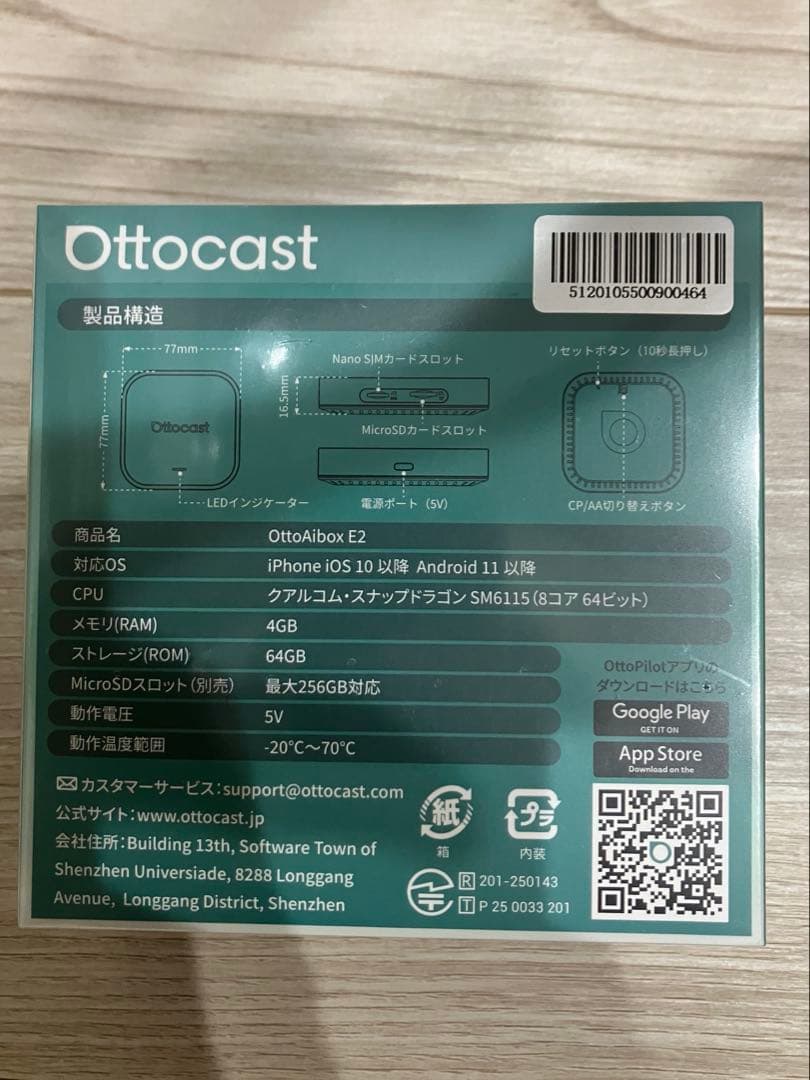 Ottocast
5120105500900464
製品構造
77mm
77mm
Ottocast
LEDインジケーター
Nano SIMカードスロット
16.5mm
MicroSDカードスロット
電源ポート（5V）
リセットボタン（10秒長押し）
CP/AA切り替えボタン
商品名 OttoAibox E2
対応OS iPhone iOS 10 以降 Android 11 以降
CPU クアルコム・スナップドラゴン SM6115（8コア 64ビット）
メモリ(RAM) 4GB
ストレージ(ROM) 64GB
MicroSDスロット（別売） 最大256GB対応
動作電圧 5V
動作温度範囲 -20℃～70℃
OttoPilotアプリの
ダウンロードはこちら
Google Play
GET IT ON
App Store
Download on the
カスタマーサービス：support@ottocast.com
公式サイト：www.ottocast.jp
会社住所：Building 13th, Software Town of
Shenzhen Universiade, 8288 Longgang
Avenue, Longgang District, Shenzhen
紙
箱
プラ
内装
R 201-250143
T P 25 0033 201